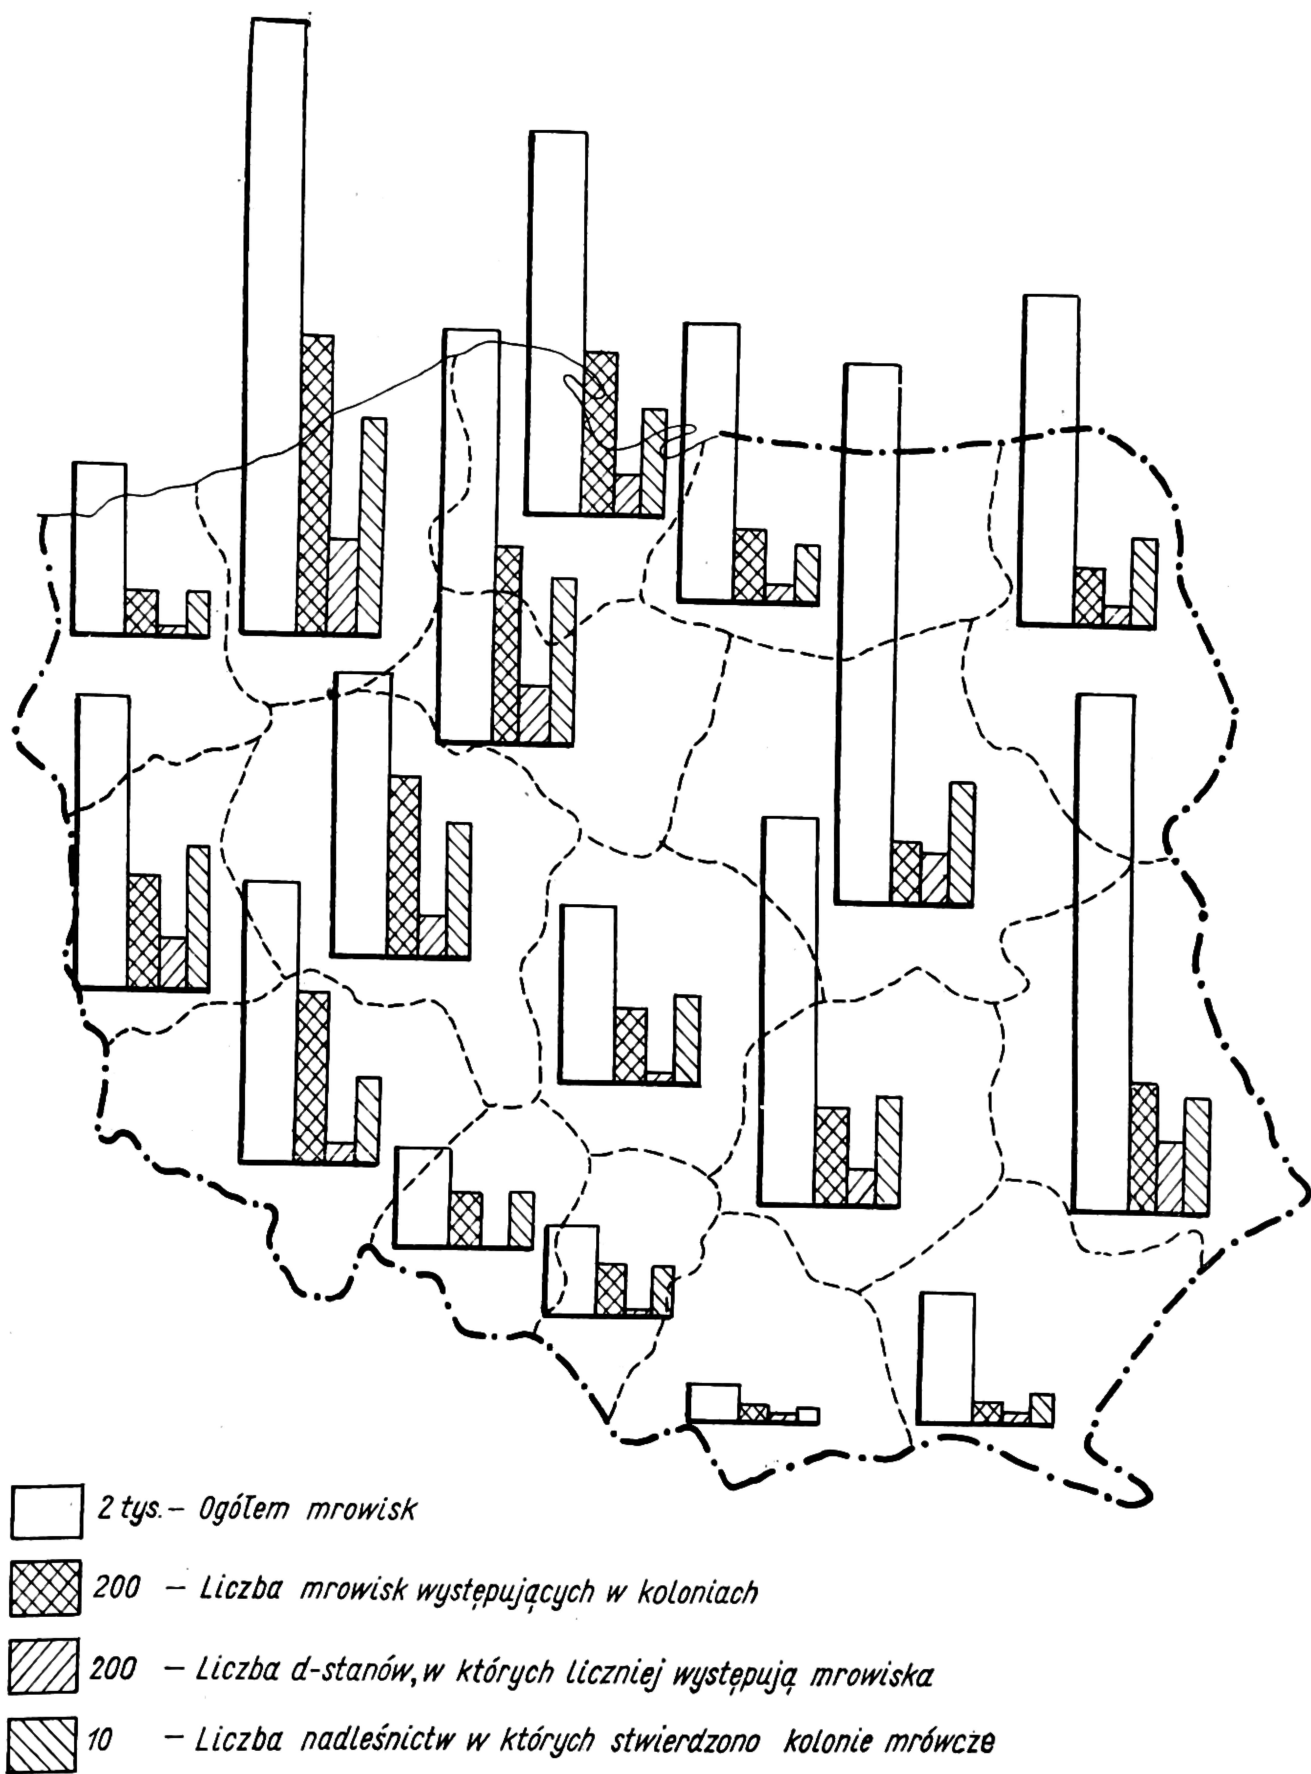 2 tys. – Ogółem mrowisk
200 – Liczba mrowisk występujących w koloniach
200 – Liczba d-stanów, w których liczniej występują mrowiska
10 – Liczba nadleśnictw w których stwierdzono kolonie mrówcze